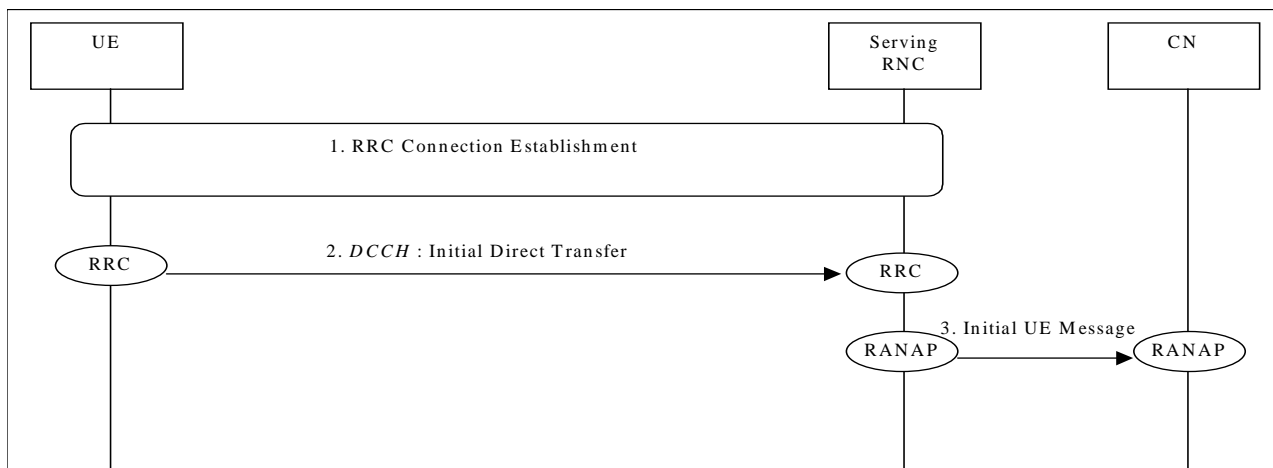 UE
Serving
RNC
CN
1. RRC Connection Establishment
2. DCCH : Initial Direct Transfer
RRC
RRC
3. Initial UE Message
RANAP
RANAP